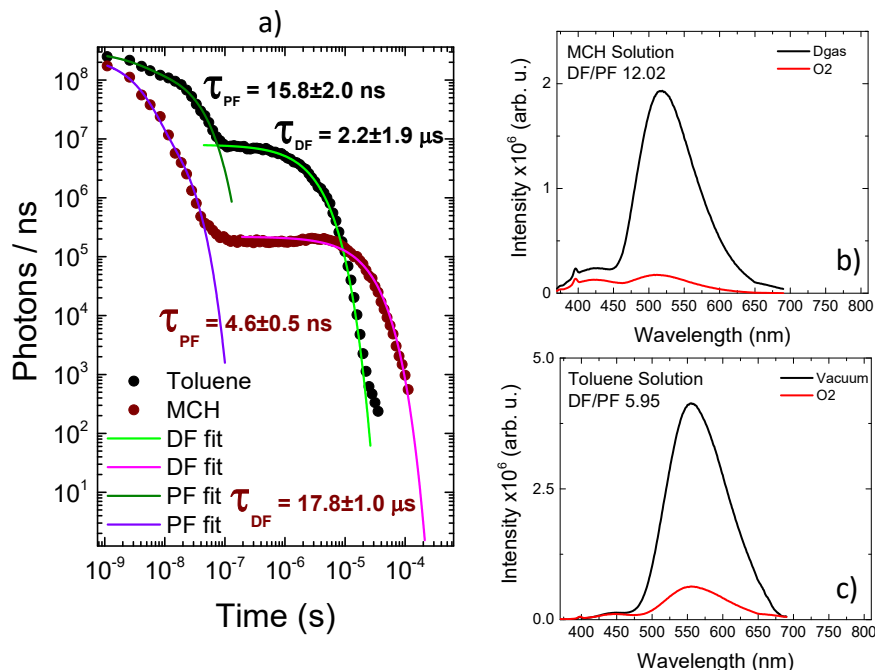 a)
τPF = 15.8±2.0 ns
τDF = 2.2±1.9 µs
τPF = 4.6±0.5 ns
τDF = 17.8±1.0 µs
Toluene
MCH
DF fit
DF fit
PF fit
PF fit
Photons / ns
10^8
10^7
10^6
10^5
10^4
10^3
10^2
10^1
10^-9 10^-8 10^-7 10^-6 10^-5 10^-4
Time (s)
MCH Solution
DF/PF 12.02
Dgas
O2
b)
Intensity x10^6 (arb. u.)
2
1
0
400 450 500 550 600 650 700 750 800
Wavelength (nm)
Toluene Solution
DF/PF 5.95
Vacuum
O2
c)
Intensity x10^6 (arb. u.)
5.0
2.5
0.0
400 450 500 550 600 650 700 750 800
Wavelength (nm)